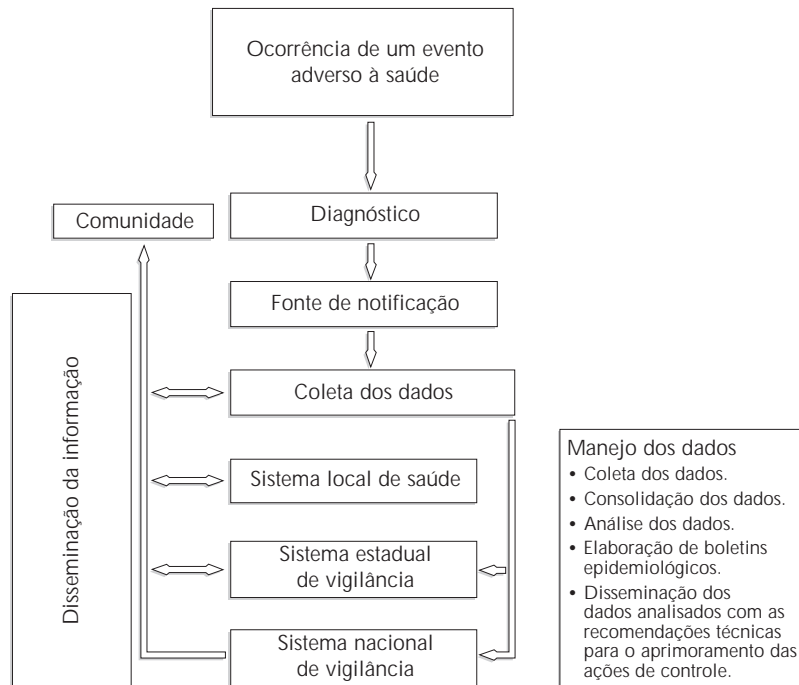 Ocorrência de um evento
adverso à saúde
Diagnóstico
Comunidade
Fonte de notificação
Coleta dos dados
Sistema local de saúde
Sistema estadual
de vigilância
Sistema nacional
de vigilância
Disseminação da informação
Manejo dos dados
• Coleta dos dados.
• Consolidação dos dados.
• Análise dos dados.
• Elaboração de boletins
epidemiológicos.
• Disseminação dos
dados analisados com as
recomendações técnicas
para o aprimoramento das
ações de controle.